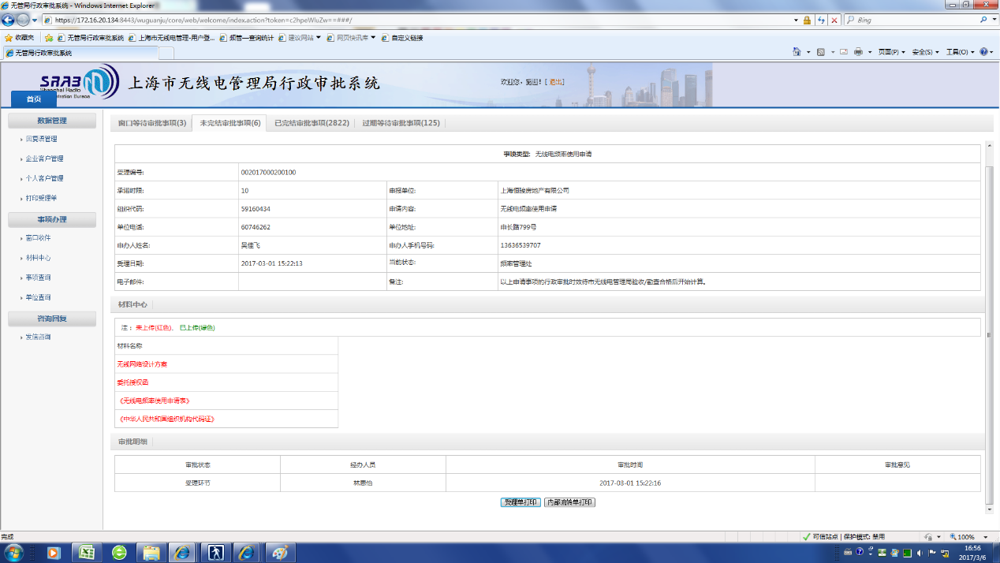 无管局行政审批系统 - Windows Internet Explorer
https://172.16.20.134:8443/wuguanju/core/web/welcome/index.action?token=c2hpeWluZw==###/
Bing
收藏夹 无管局行政审批系统 上海市无线电管理-用户登... 频管一查询统计 建议网站 网页快讯库 自定义链接
无管局行政审批系统 页面(P) 安全(S) 工具(O)
SRRB
Shanghai Radio
上海市无线电管理局行政审批系统
欢迎您, ! [ 退出]
首页
数据管理
回复语管理
企业客户管理
个人客户管理
打印受理单
事项办理
窗口收件
材料中心
事项查询
单位查询
咨询回复
发信咨询
窗口等待审批事项(3) 未完结审批事项(6) 已完结审批事项(2822) 过期等待审批事项(125)
事项类型: 无线电频率使用申请
受理编号: 002017000200100
承诺时限: 10 申报单位: 上海恒骏房地产有限公司
组织代码: 59160434 申请内容: 无线电频率使用申请
单位电话: 60746262 单位地址: 申长路799号
申办人姓名: 吴佳飞 申办人手机号码: 13636539707
受理日期: 2017-03-01 15:22:13 当前状态: 频率管理处
电子邮件: 备注: 以上申请事项的行政审批时效待市无线电管理局验收/勘查合格后开始计算。
材料中心
注：未上传(红色)、 已上传(绿色)
材料名称
无线网络设计方案
委托授权函
《无线电频率使用申请表》
《中华人民共和国组织机构代码证》
审批明细
审批状态 经办人员 审批时间 审批意见
受理环节 林思怡 2017-03-01 15:22:16
受理单打印 内部流转单打印
完成 可信站点 | 保护模式: 禁用 100%
16:56
2017/3/6